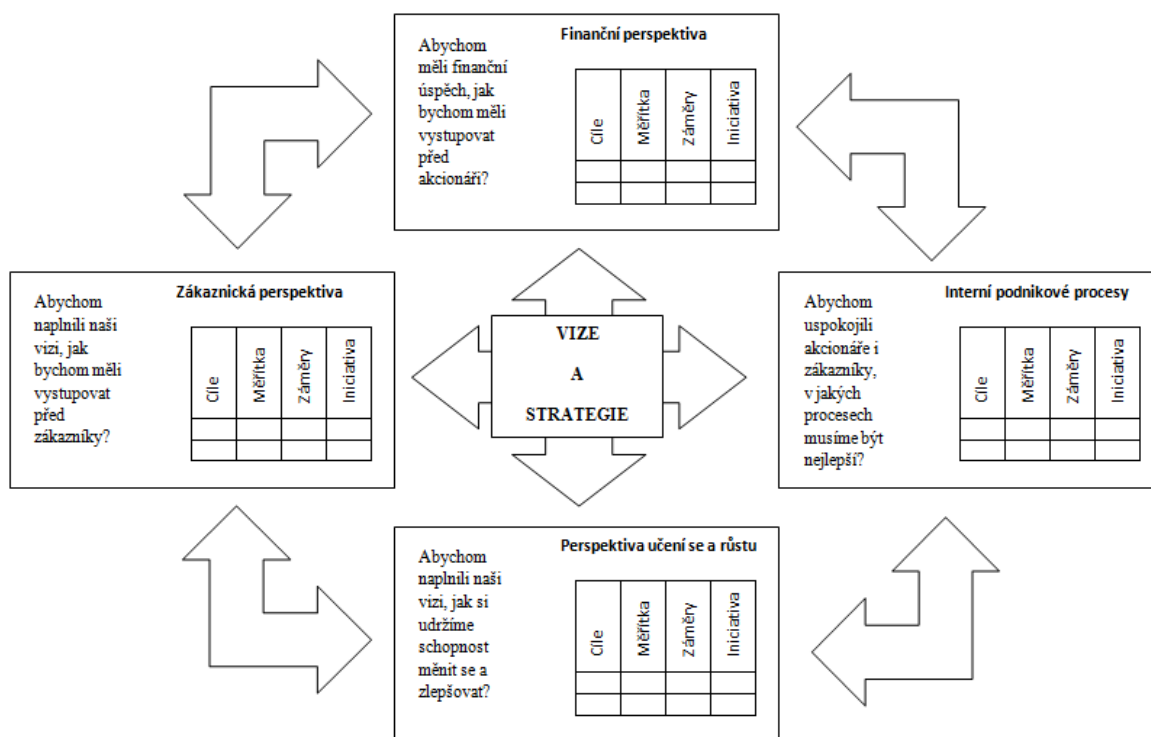 Finanční perspektiva
Abychom
měli finanční
úspěch, jak
bychom měli
vystupovat
před
akcionáři?
Cíle
Měřítka
Záměry
Iniciativa
Zákaznická perspektiva
Abychom
naplnili naši
vizi, jak
bychom měli
vystupovat
před
zákazníky?
Cíle
Měřítka
Záměry
Iniciativa
VIZE
A
STRATEGIE
Interní podnikové procesy
Abychom
uspokojili
akcionáře i
zákazníky,
v jakých
procesech
musíme být
nejlepší?
Cíle
Měřítka
Záměry
Iniciativa
Perspektiva učení se a růstu
Abychom
naplnili naši
vizi, jak si
udržíme
schopnost
měnit se a
zlepšovat?
Cíle
Měřítka
Záměry
Iniciativa